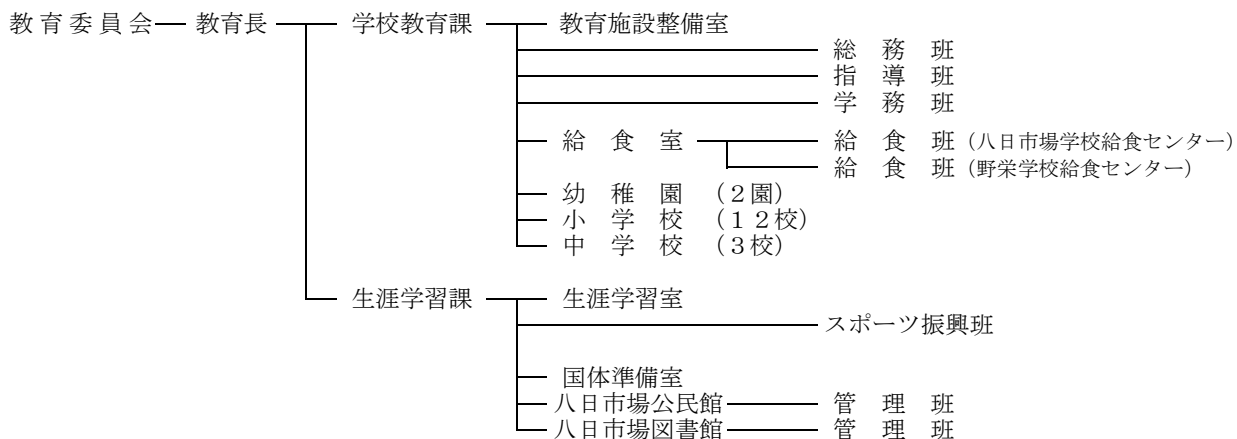 教育委員会 教育長 学校教育課 教育施設整備室
総務班
指導班
学務班
給食室 給食班（八日市場学校給食センター）
給食班（野栄学校給食センター）
幼稚園（２園）
小学校（１２校）
中学校（３校）
生涯学習課 生涯学習室
スポーツ振興班
国体準備室
八日市場公民館 管理班
八日市場図書館 管理班